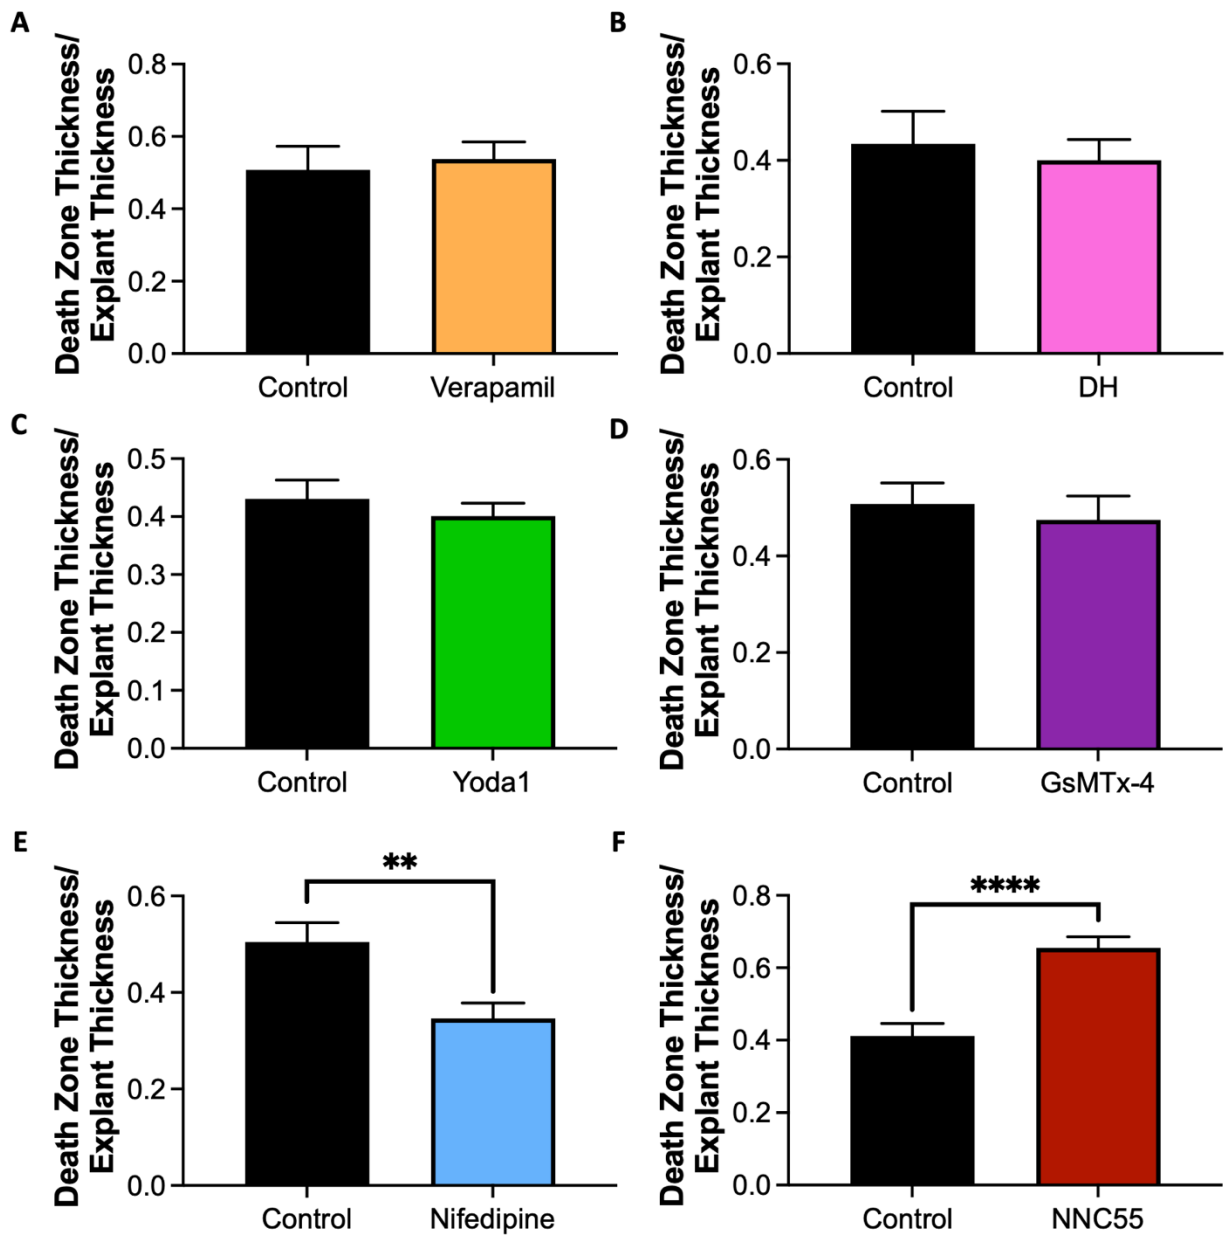 A
Death Zone Thickness/
Explant Thickness
0.8
0.6
0.4
0.2
0.0
Control
Verapamil
B
Death Zone Thickness/
Explant Thickness
0.6
0.4
0.2
0.0
Control
DH
C
Death Zone Thickness/
Explant Thickness
0.5
0.4
0.3
0.2
0.1
0.0
Control
Yoda1
D
Death Zone Thickness/
Explant Thickness
0.6
0.4
0.2
0.0
Control
GsMTx-4
E
Death Zone Thickness/
Explant Thickness
**
0.6
0.4
0.2
0.0
Control
Nifedipine
F
Death Zone Thickness/
Explant Thickness
****
0.8
0.6
0.4
0.2
0.0
Control
NNC55